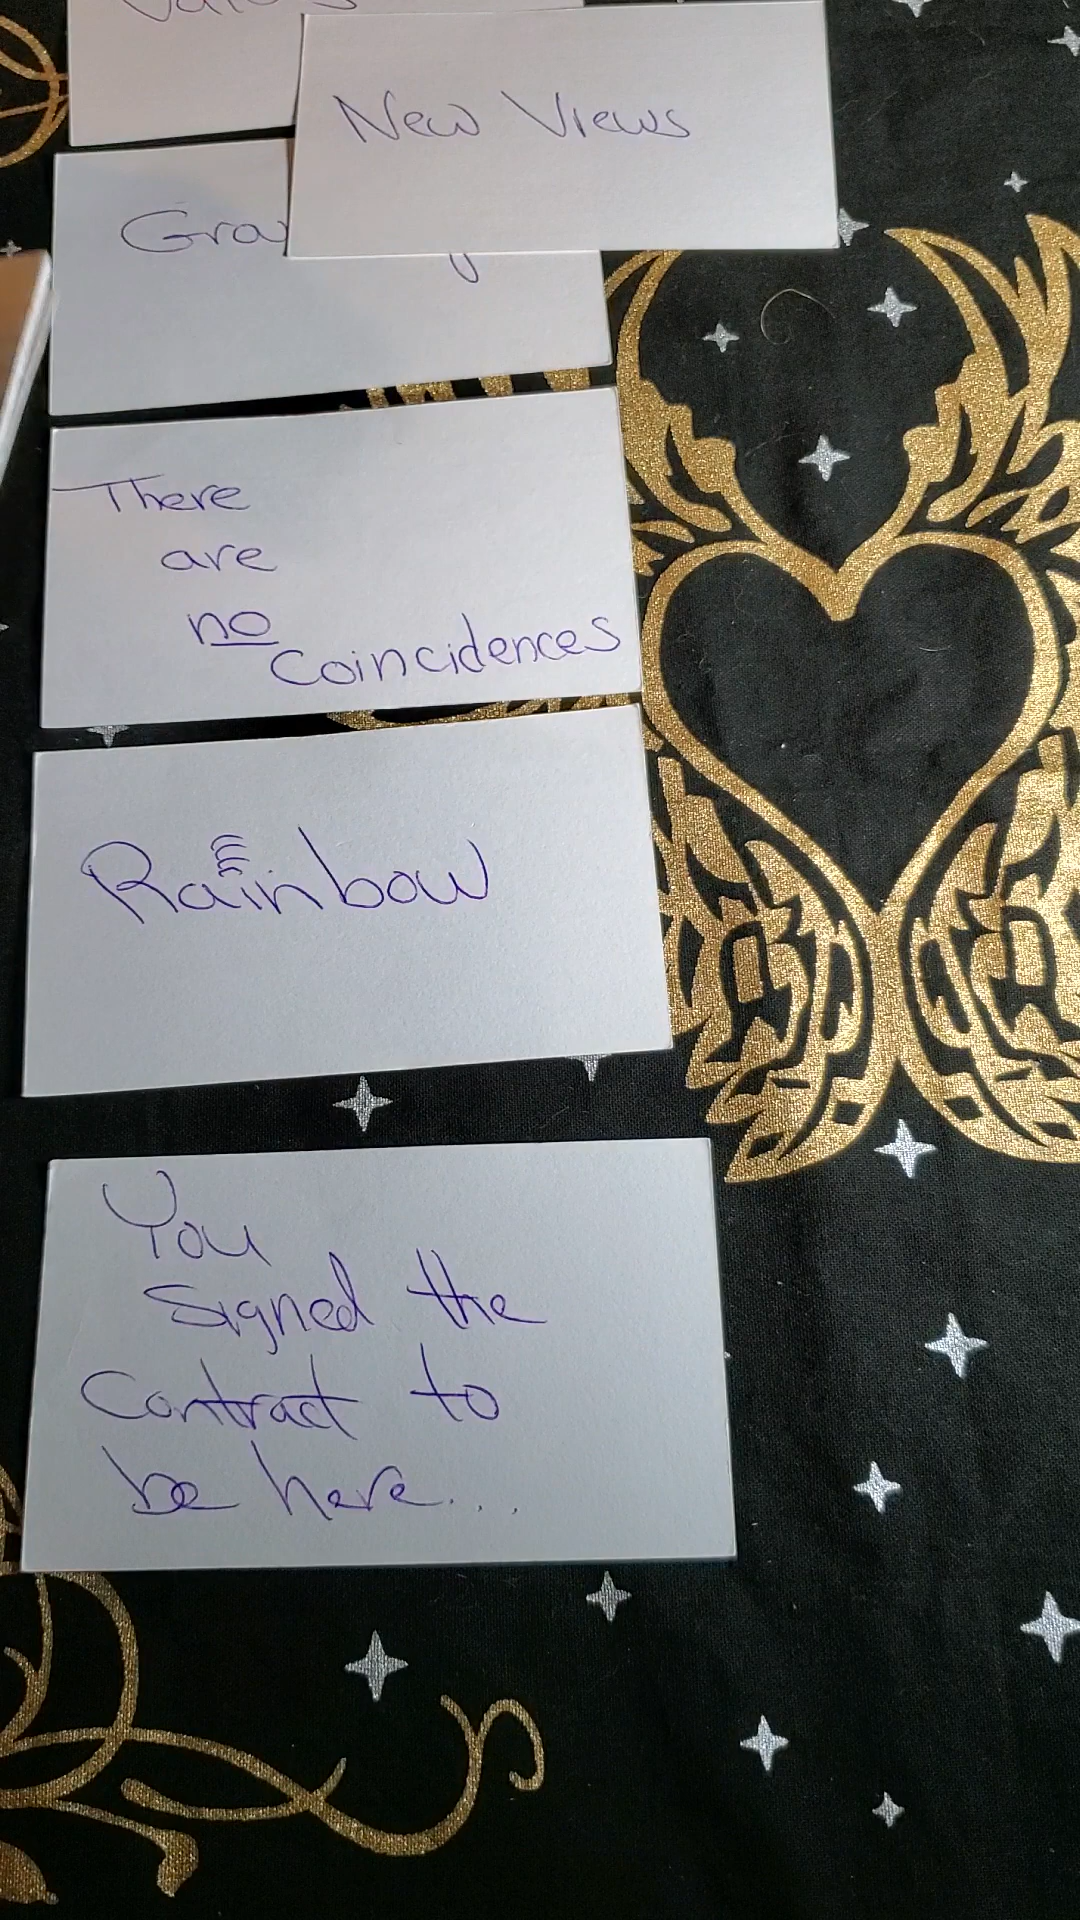 New Views
There
are
no
Coincidences
Rainbow
You
Signed the
Contract to
be here...